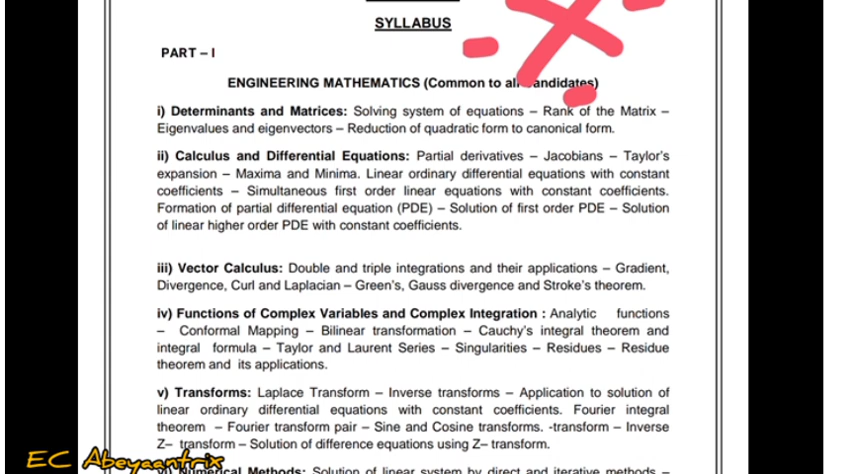 SYLLABUS
PART – I
ENGINEERING MATHEMATICS (Common to all candidates)
i) Determinants and Matrices: Solving system of equations – Rank of the Matrix –
Eigenvalues and eigenvectors – Reduction of quadratic form to canonical form.
ii) Calculus and Differential Equations: Partial derivatives – Jacobians – Taylor's
expansion – Maxima and Minima. Linear ordinary differential equations with constant
coefficients – Simultaneous first order linear equations with constant coefficients.
Formation of partial differential equation (PDE) – Solution of first order PDE – Solution
of linear higher order PDE with constant coefficients.
iii) Vector Calculus: Double and triple integrations and their applications – Gradient,
Divergence, Curl and Laplacian – Green's, Gauss divergence and Stroke's theorem.
iv) Functions of Complex Variables and Complex Integration : Analytic functions
– Conformal Mapping – Bilinear transformation – Cauchy's integral theorem and
integral formula – Taylor and Laurent Series – Singularities – Residues – Residue
theorem and its applications.
v) Transforms: Laplace Transform – Inverse transforms – Application to solution of
linear ordinary differential equations with constant coefficients. Fourier integral
theorem – Fourier transform pair – Sine and Cosine transforms. -transform – Inverse
Z– transform – Solution of difference equations using Z– transform.
vi) Numerical Methods: Solution of linear system by direct and iterative methods –
EC Abeyaantrix